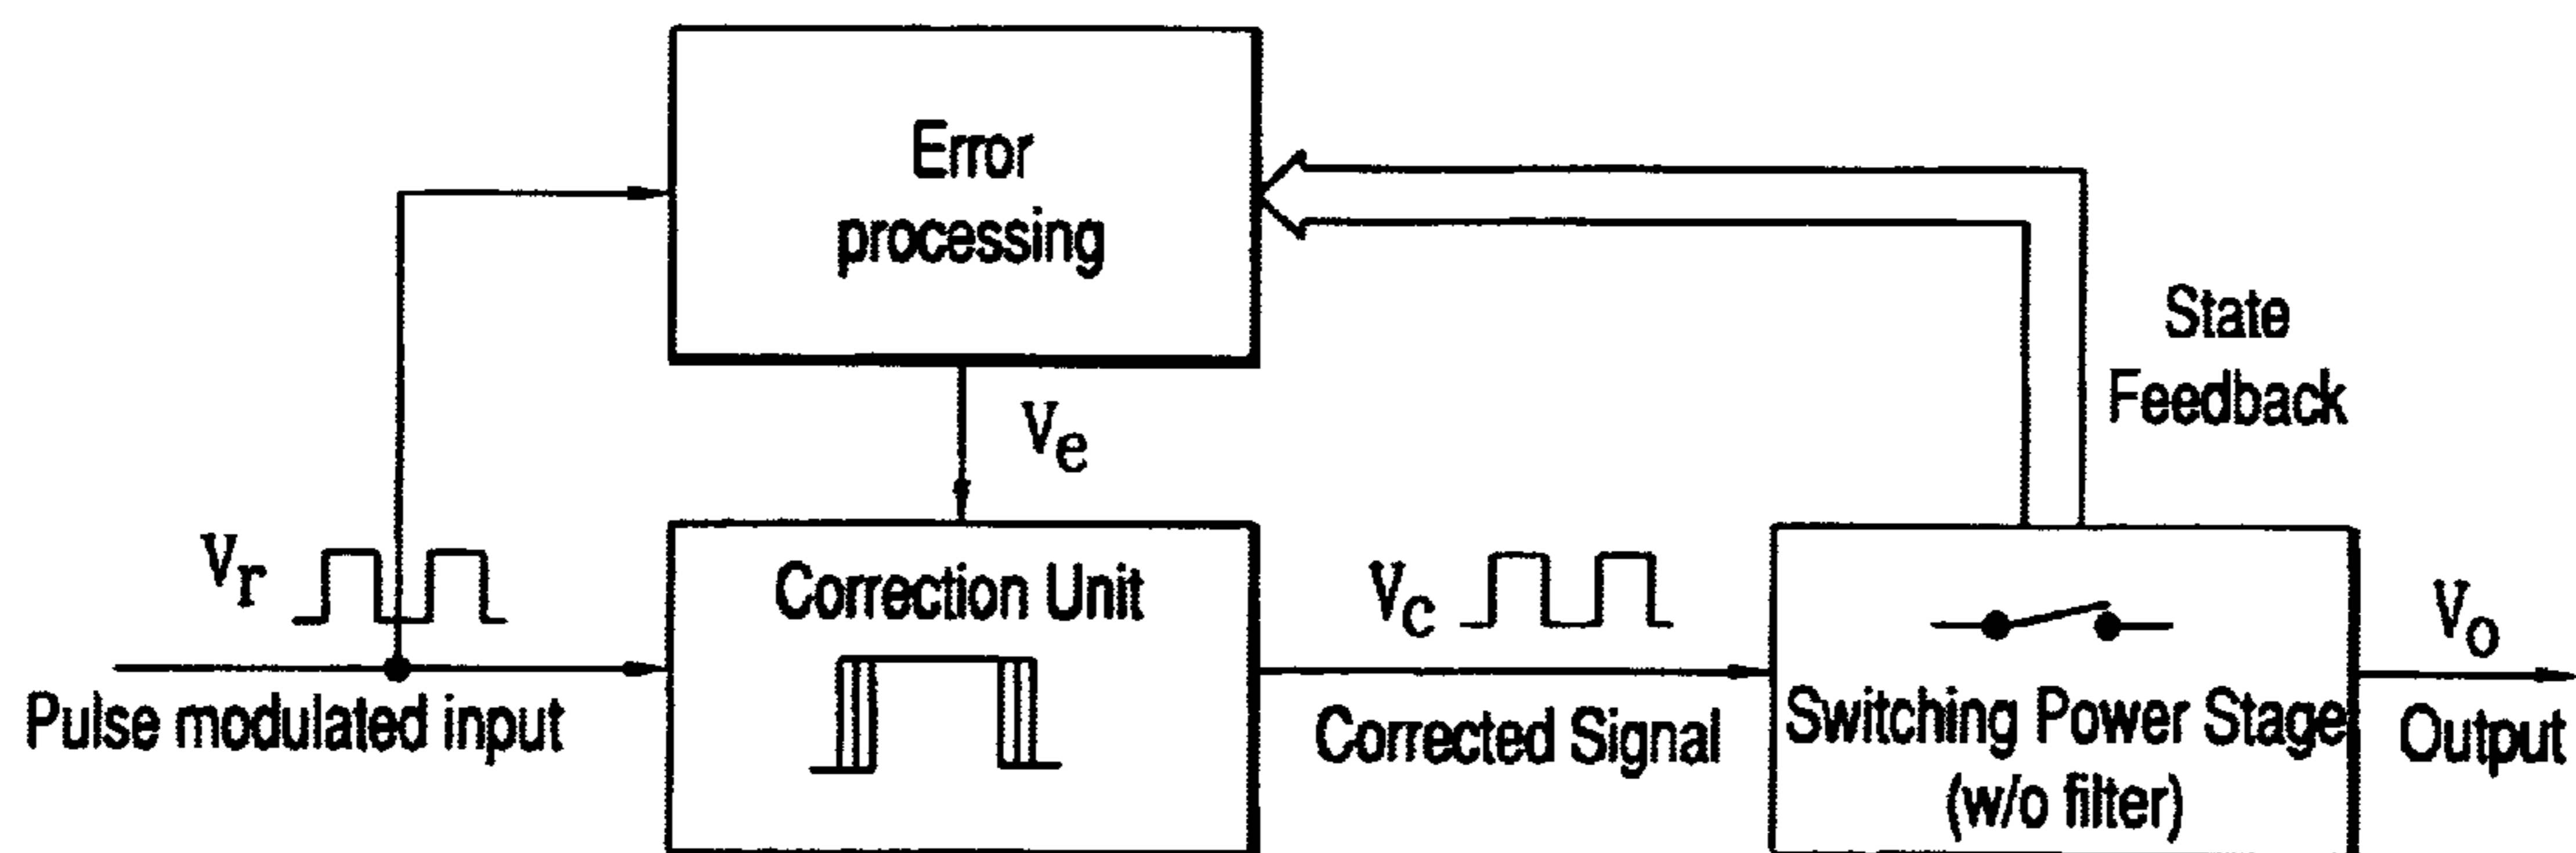 Error
processing
State
Feedback
Ve
Vr
Correction Unit
Vc
Vo
Pulse modulated input
Corrected Signal
Switching Power Stage
(w/o filter)
Output